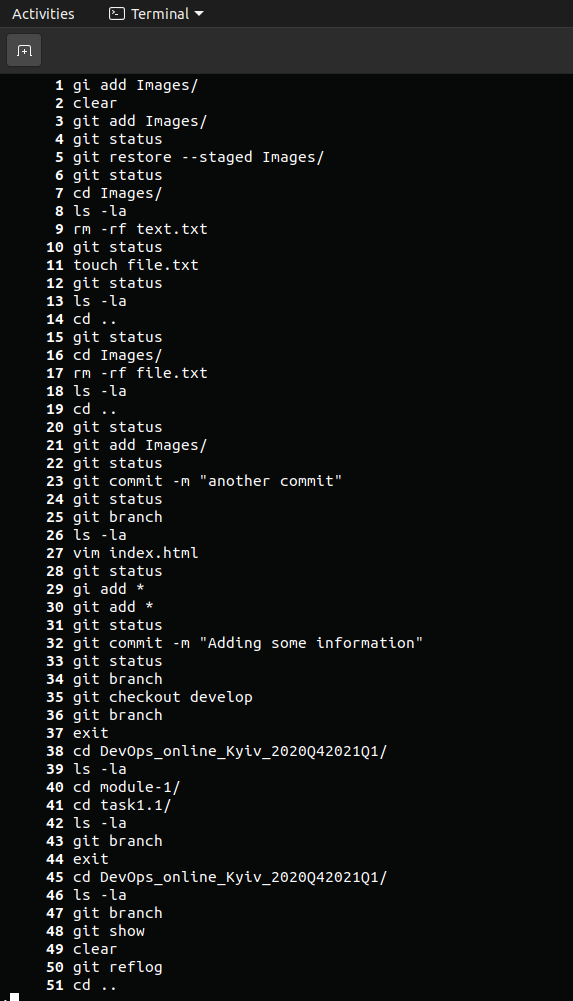 Activities Terminal
1 gi add Images/
2 clear
3 git add Images/
4 git status
5 git restore --staged Images/
6 git status
7 cd Images/
8 ls -la
9 rm -rf text.txt
10 git status
11 touch file.txt
12 git status
13 ls -la
14 cd ..
15 git status
16 cd Images/
17 rm -rf file.txt
18 ls -la
19 cd ..
20 git status
21 git add Images/
22 git status
23 git commit -m "another commit"
24 git status
25 git branch
26 ls -la
27 vim index.html
28 git status
29 gi add *
30 git add *
31 git status
32 git commit -m "Adding some information"
33 git status
34 git branch
35 git checkout develop
36 git branch
37 exit
38 cd DevOps_online_Kyiv_2020Q42021Q1/
39 ls -la
40 cd module-1/
41 cd task1.1/
42 ls -la
43 git branch
44 exit
45 cd DevOps_online_Kyiv_2020Q42021Q1/
46 ls -la
47 git branch
48 git show
49 clear
50 git reflog
51 cd ..